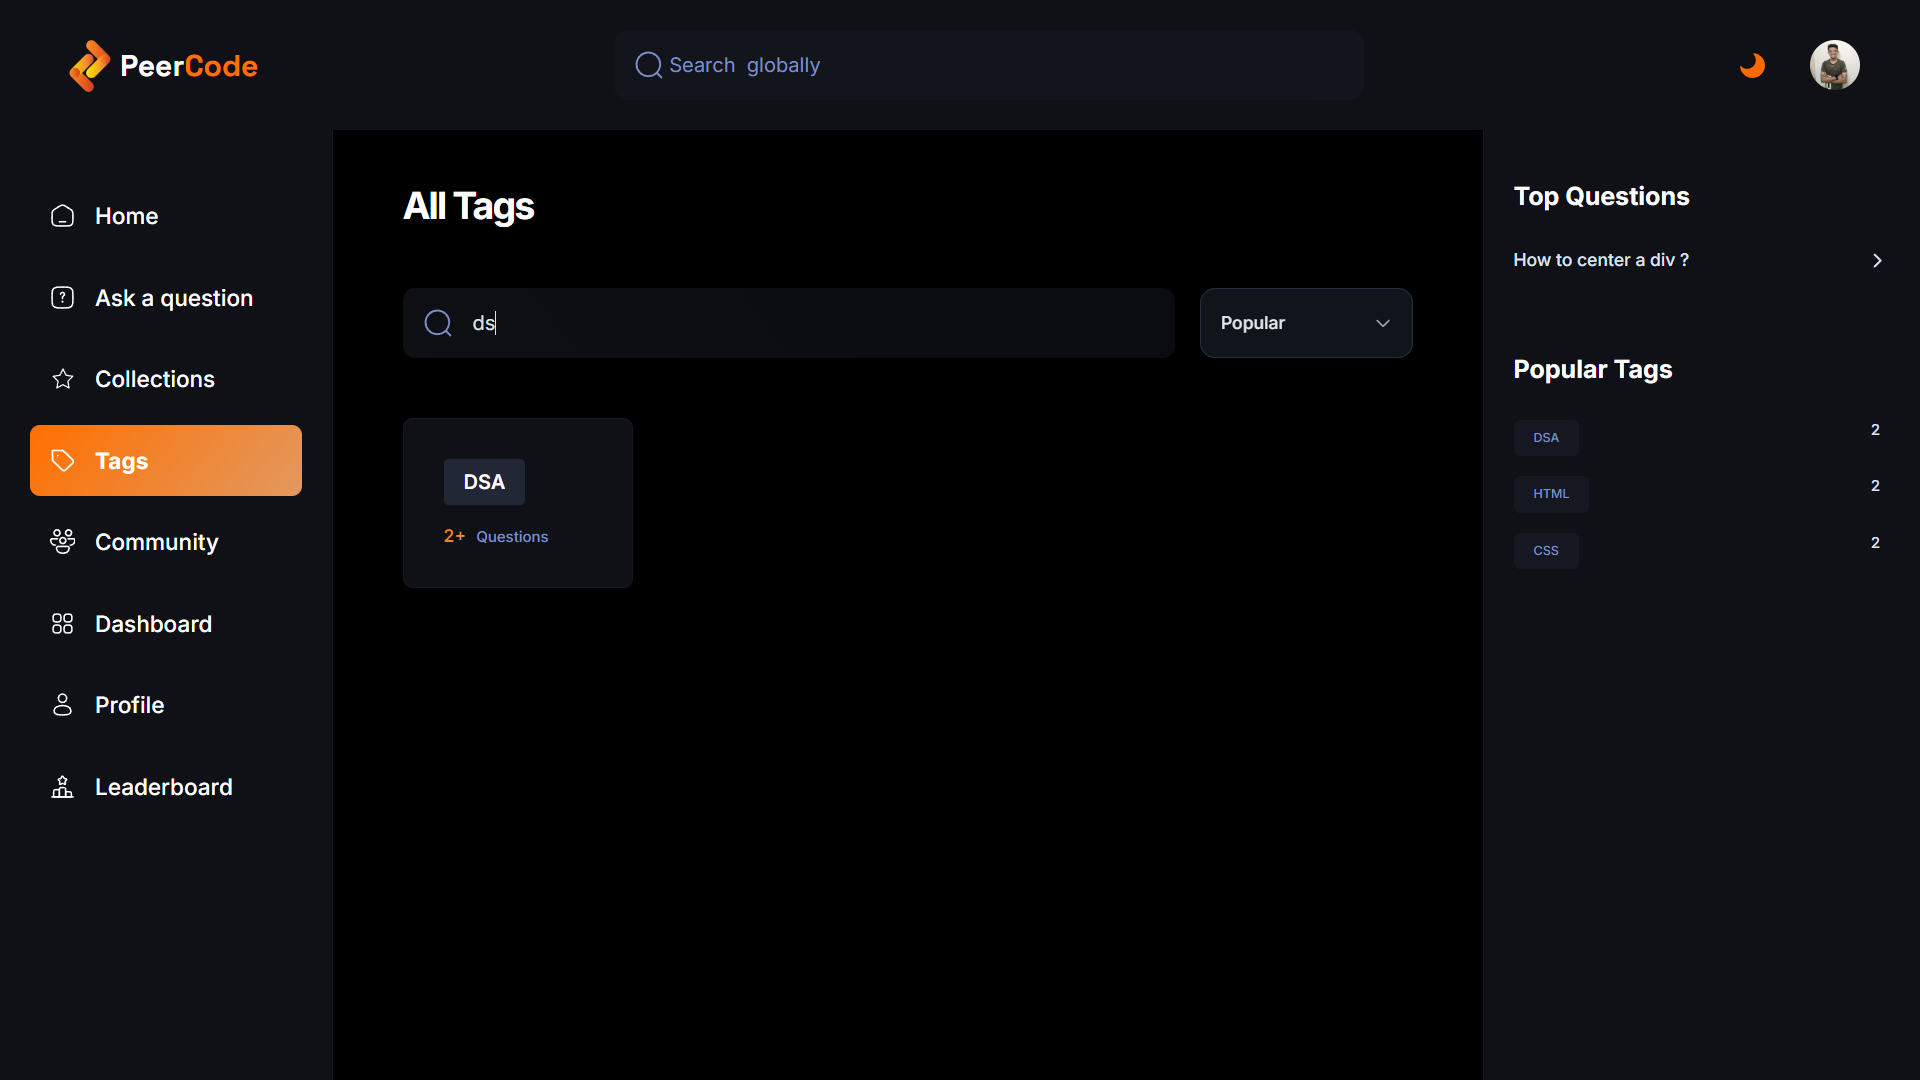 PeerCode
Search globally
Home
Ask a question
Collections
Tags
Community
Dashboard
Profile
Leaderboard
All Tags
ds
Popular
DSA
2+ Questions
Top Questions
How to center a div ?
Popular Tags
DSA 2
HTML 2
CSS 2